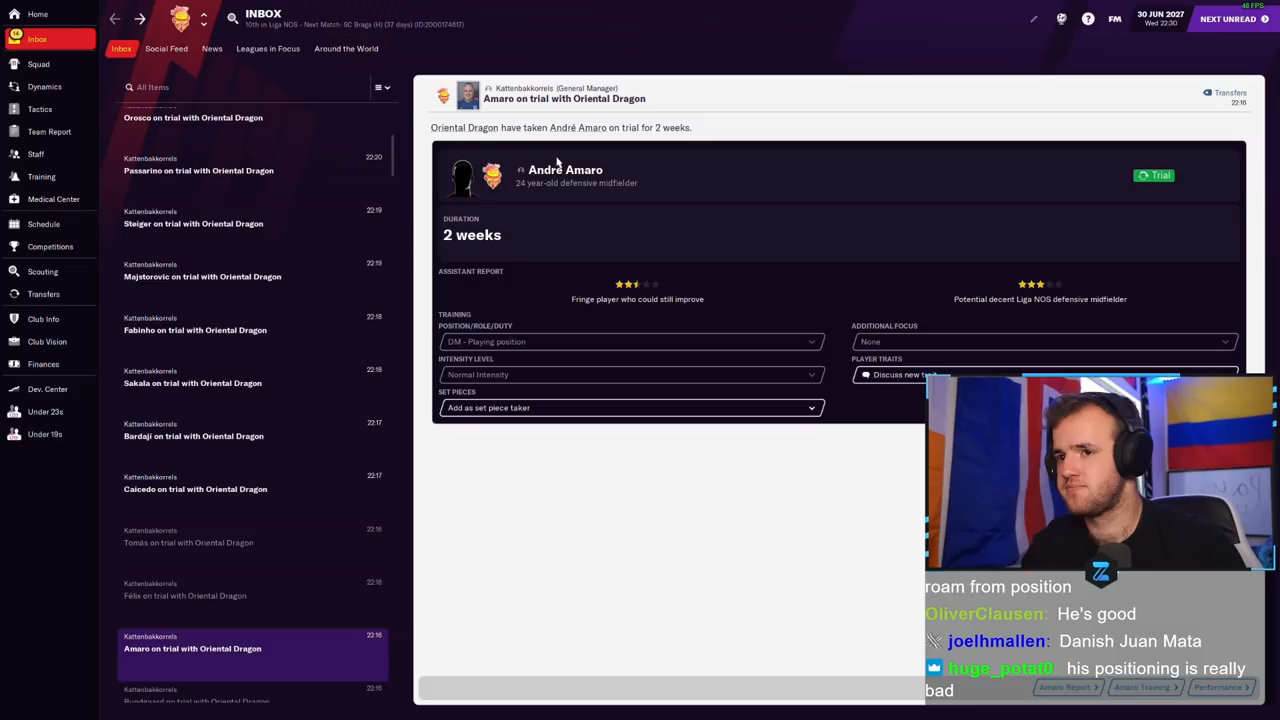 48 FPS
Home
14
Inbox
Squad
Dynamics
Tactics
Team Report
Staff
Training
Medical Center
Schedule
Competitions
Scouting
Transfers
Club Info
Club Vision
Finances
Dev. Center
Under 23s
Under 19s
INBOX
10th in Liga NOS - Next Match: SC Braga (H) (37 days) (ID:2000174617)
FM
30 JUN 2027
Wed 22:30
NEXT UNREAD
Inbox
Social Feed
News
Leagues in Focus
Around the World
All Items
Orosco on trial with Oriental Dragon
Kattenbakkorrels 22:20
Passarino on trial with Oriental Dragon
Kattenbakkorrels 22:19
Steiger on trial with Oriental Dragon
Kattenbakkorrels 22:19
Majstorovic on trial with Oriental Dragon
Kattenbakkorrels 22:18
Fabinho on trial with Oriental Dragon
Kattenbakkorrels 22:18
Sakala on trial with Oriental Dragon
Kattenbakkorrels 22:17
Bardají on trial with Oriental Dragon
Kattenbakkorrels 22:17
Caicedo on trial with Oriental Dragon
Kattenbakkorrels 22:16
Tomás on trial with Oriental Dragon
Kattenbakkorrels 22:16
Félix on trial with Oriental Dragon
Kattenbakkorrels 22:16
Amaro on trial with Oriental Dragon
Kattenbakkorrels 22:16
Bundgaard on trial with Oriental Dragon
Kattenbakkorrels (General Manager)
Amaro on trial with Oriental Dragon
Transfers
22:16
Oriental Dragon have taken André Amaro on trial for 2 weeks.
André Amaro
24 year-old defensive midfielder
Trial
DURATION
2 weeks
ASSISTANT REPORT
Fringe player who could still improve
Potential decent Liga NOS defensive midfielder
TRAINING
POSITION/ROLE/DUTY
DM - Playing position
ADDITIONAL FOCUS
None
INTENSITY LEVEL
Normal Intensity
PLAYER TRAITS
Discuss new trait
SET PIECES
Add as set piece taker
roam from position
OliverClausen: He's good
joelhmallen: Danish Juan Mata
huge_potat0: his positioning is really
bad
Amaro Report
Amaro Training
Performance